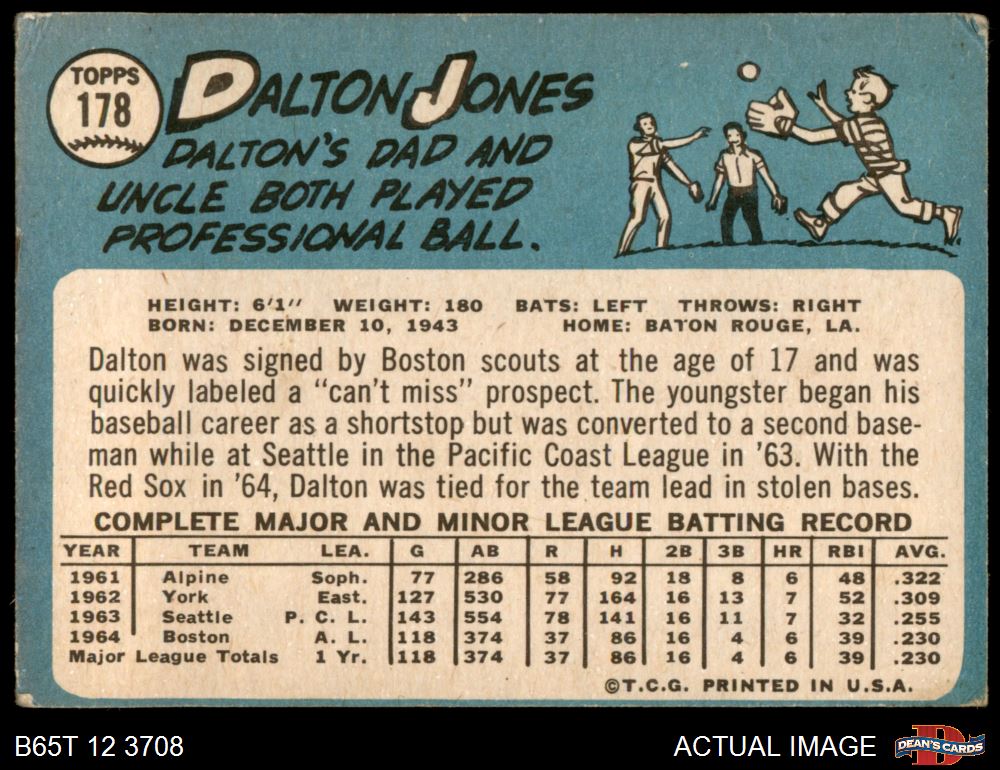 TOPPS
178
DALTON JONES
DALTON'S DAD AND
UNCLE BOTH PLAYED
PROFESSIONAL BALL.
HEIGHT: 6'1" WEIGHT: 180 BATS: LEFT THROWS: RIGHT
BORN: DECEMBER 10, 1943 HOME: BATON ROUGE, LA.
Dalton was signed by Boston scouts at the age of 17 and was
quickly labeled a "can't miss" prospect. The youngster began his
baseball career as a shortstop but was converted to a second base-
man while at Seattle in the Pacific Coast League in '63. With the
Red Sox in '64, Dalton was tied for the team lead in stolen bases.
COMPLETE MAJOR AND MINOR LEAGUE BATTING RECORD
YEAR TEAM LEA. G AB R H 2B 3B HR RBI AVG.
1961 Alpine Soph. 77 286 58 92 18 8 6 48 .322
1962 York East. 127 530 77 164 16 13 7 52 .309
1963 Seattle P. C. L. 143 554 78 141 16 11 7 32 .255
1964 Boston A. L. 118 374 37 86 16 4 6 39 .230
Major League Totals 1 Yr. 118 374 37 86 16 4 6 39 .230
©T.C.G. PRINTED IN U.S.A.
B65T 12 3708 ACTUAL IMAGE DEAN'S CARDS